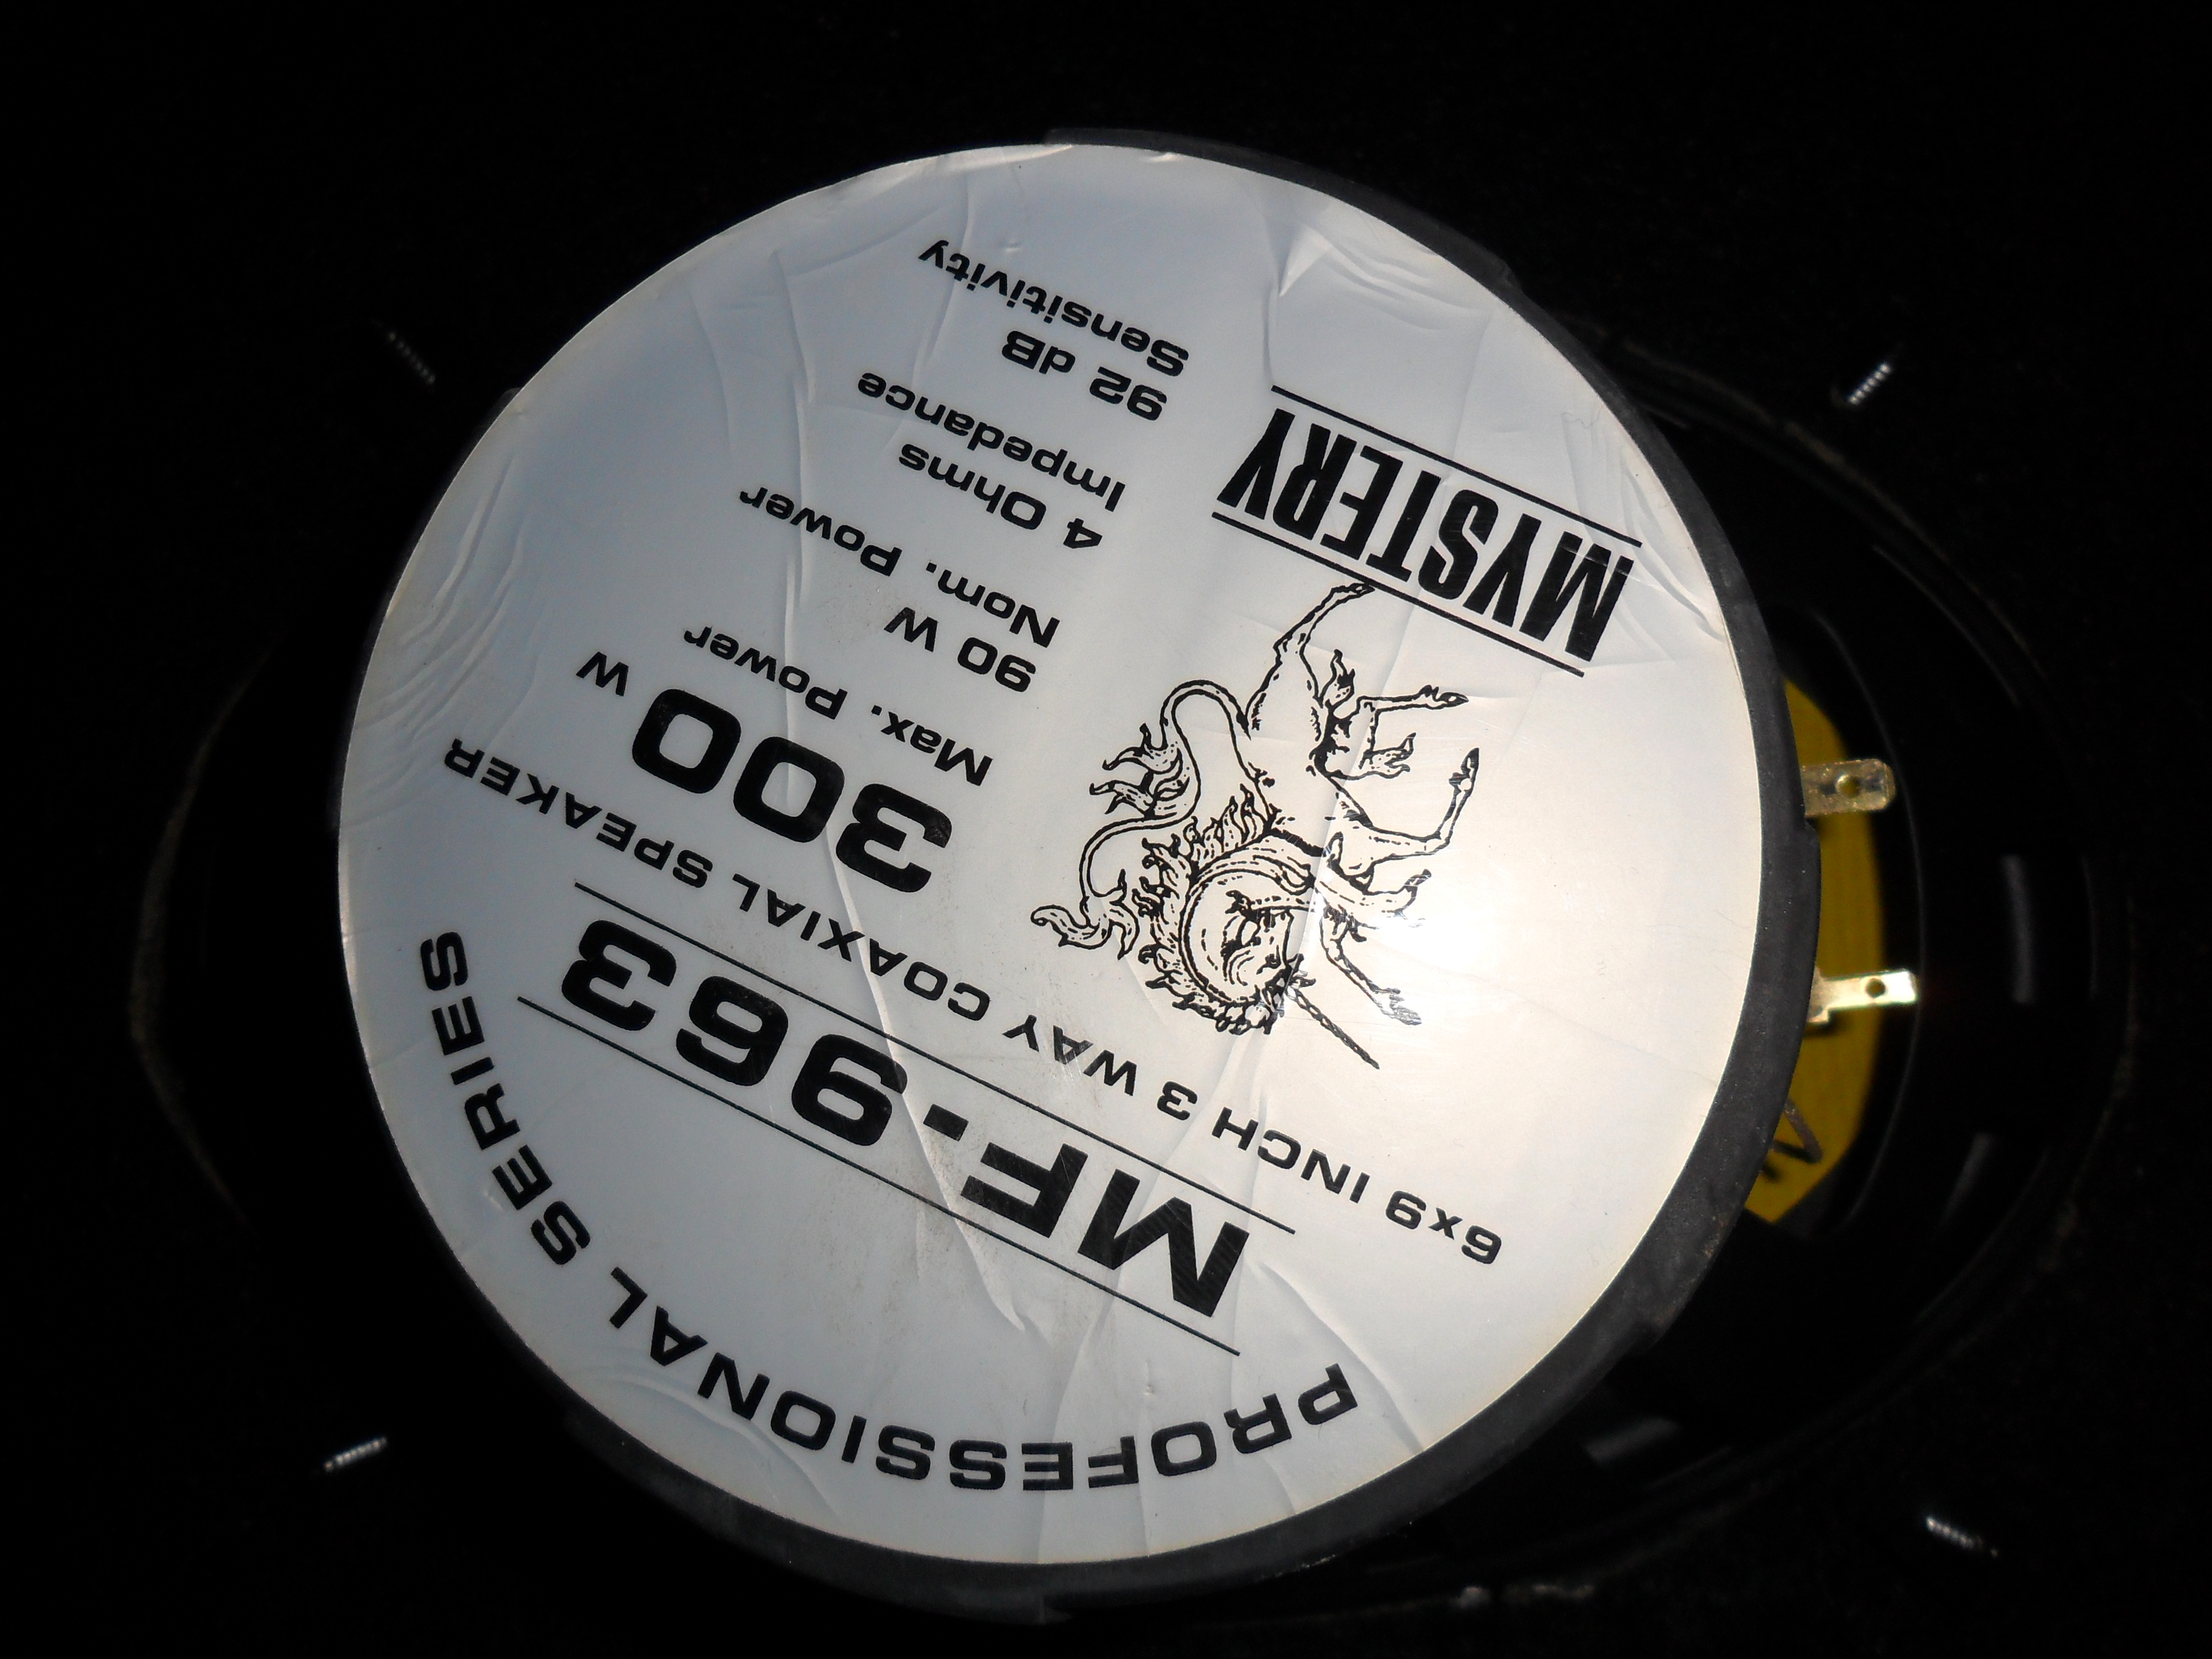 PROFESSIONAL SERIES
MF.963
6x9 INCH 3 WAY COAXIAL SPEAKER
300 W
Max. Power
90 W
Nom. Power
4 Ohms
Impedance
92 dB
Sensitivity
MYSTERY